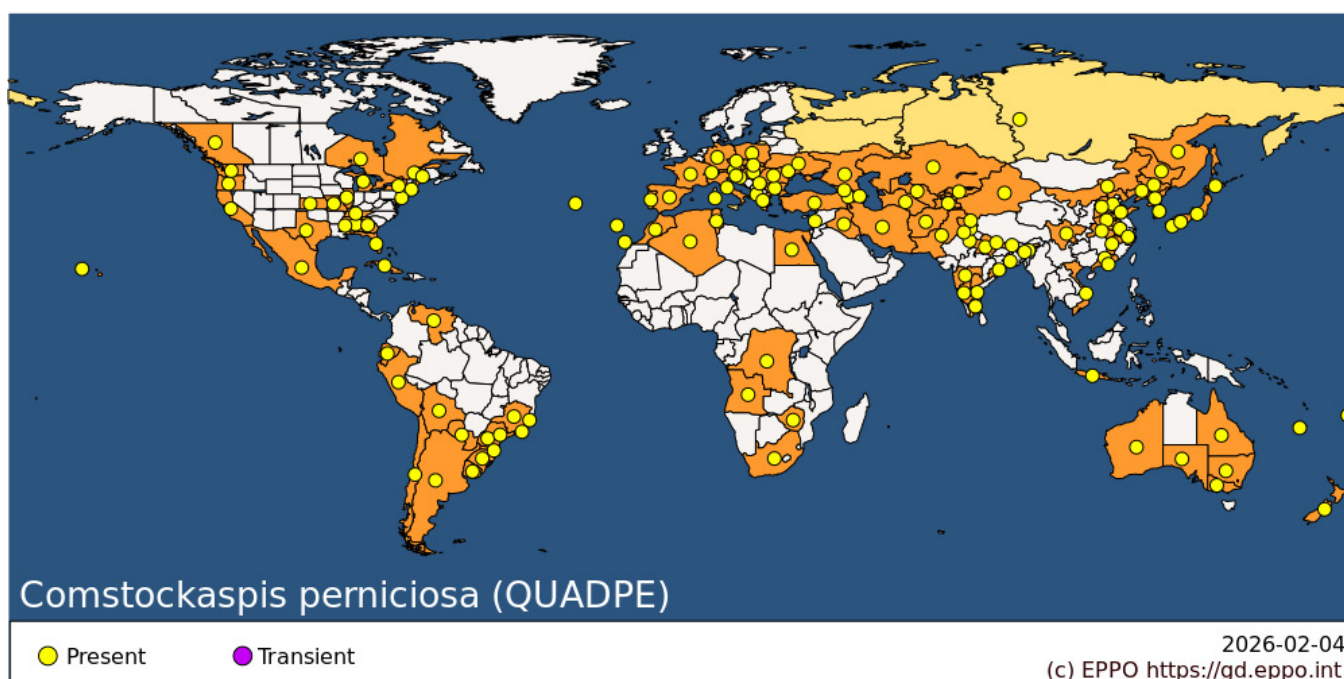 Comstockaspis perniciosa (QUADPE)
Present
Transient
2026-02-04
(c) EPPO https://gd.eppo.int